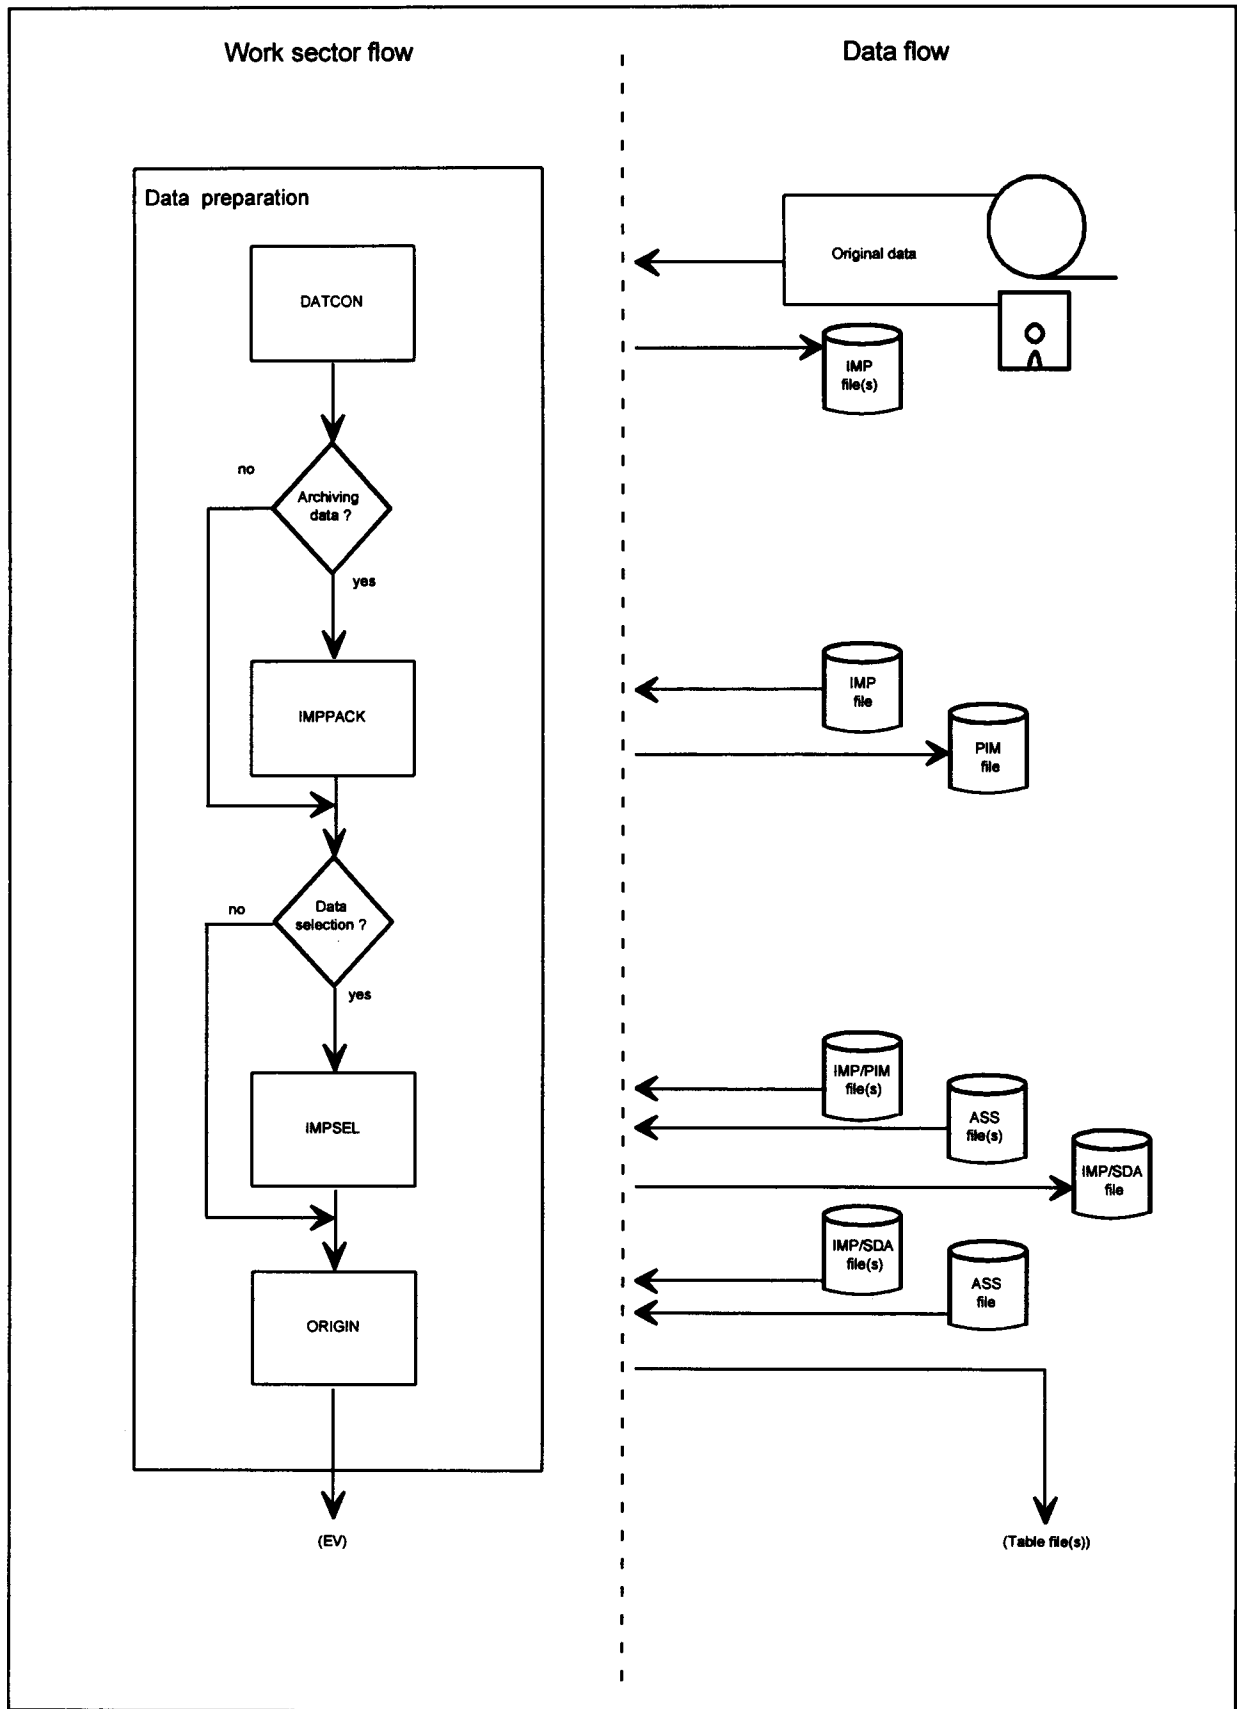 Work sector flow
Data flow
Data preparation
DATCON
Original data
IMP
file(s)
no
Archiving
data ?
yes
IMPPACK
IMP
file
PIM
file
no
Data
selection ?
yes
IMPSEL
IMP/PIM
file(s)
ASS
file(s)
IMP/SDA
file
IMP/SDA
file(s)
ASS
file
ORIGIN
(EV)
(Table file(s))